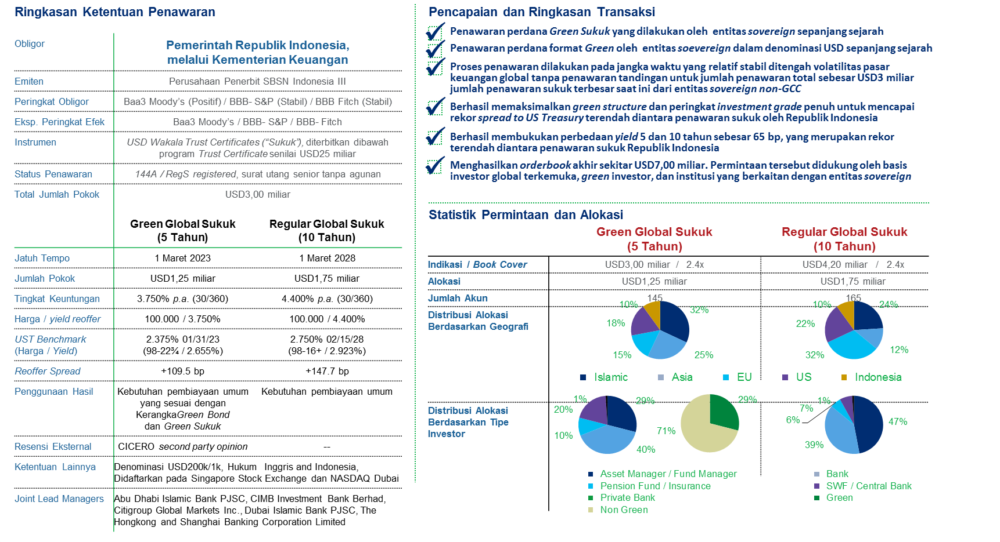 Ringkasan Ketentuan Penawaran
Obligor
Pemerintah Republik Indonesia,
melalui Kementerian Keuangan
Emiten
Perusahaan Penerbit SBSN Indonesia III
Peringkat Obligor
Baa3 Moody's (Positif) / BBB- S&P (Stabil) / BBB Fitch (Stabil)
Eksp. Peringkat Efek
Baa3 Moody's / BBB- S&P / BBB- Fitch
Instrumen
USD Wakala Trust Certificates ("Sukuk"), diterbitkan dibawah
program Trust Certificate senilai USD25 miliar
Status Penawaran
144A / RegS registered, surat utang senior tanpa agunan
Total Jumlah Pokok
USD3,00 miliar
Green Global Sukuk
(5 Tahun)
Regular Global Sukuk
(10 Tahun)
Jatuh Tempo
1 Maret 2023
1 Maret 2028
Jumlah Pokok
USD1,25 miliar
USD1,75 miliar
Tingkat Keuntungan
3.750% p.a. (30/360)
4.400% p.a. (30/360)
Harga / yield reoffer
100.000 / 3.750%
100.000 / 4.400%
UST Benchmark
(Harga / Yield)
2.375% 01/31/23
(98-22¾ / 2.655%)
2.750% 02/15/28
(98-16+ / 2.923%)
Reoffer Spread
+109.5 bp
+147.7 bp
Penggunaan Hasil
Kebutuhan pembiayaan umum
yang sesuai dengan
KerangkaGreen Bond
dan Green Sukuk
Kebutuhan pembiayaan umum
Resensi Eksternal
CICERO second party opinion
--
Ketentuan Lainnya
Denominasi USD200k/1k, Hukum Inggris and Indonesia,
Didaftarkan pada Singapore Stock Exchange dan NASDAQ Dubai
Joint Lead Managers
Abu Dhabi Islamic Bank PJSC, CIMB Investment Bank Berhad,
Citigroup Global Markets Inc., Dubai Islamic Bank PJSC, The
Hongkong and Shanghai Banking Corporation Limited
Pencapaian dan Ringkasan Transaksi
Penawaran perdana Green Sukuk yang dilakukan oleh entitas sovereign sepanjang sejarah
Penawaran perdana format Green oleh entitas soevereign dalam denominasi USD sepanjang sejarah
Proses penawaran dilakukan pada jangka waktu yang relatif stabil ditengah volatilitas pasar
keuangan global tanpa penawaran tandingan untuk jumlah penawaran total sebesar USD3 miliar
jumlah penawaran sukuk terbesar saat ini dari entitas sovereign non-GCC
Berhasil memaksimalkan green structure dan peringkat investment grade penuh untuk mencapai
rekor spread to US Treasury terendah diantara penawaran sukuk oleh Republik Indonesia
Berhasil membukukan perbedaan yield 5 dan 10 tahun sebesar 65 bp, yang merupakan rekor
terendah diantara penawaran sukuk Republik Indonesia
Menghasilkan orderbook akhir sekitar USD7,00 miliar. Permintaan tersebut didukung oleh basis
investor global terkemuka, green investor, dan institusi yang berkaitan dengan entitas sovereign
Statistik Permintaan dan Alokasi
Green Global Sukuk
(5 Tahun)
Regular Global Sukuk
(10 Tahun)
Indikasi / Book Cover
USD3,00 miliar / 2.4x
USD4,20 miliar / 2.4x
Alokasi
USD1,25 miliar
USD1,75 miliar
Jumlah Akun
145
165
Distribusi Alokasi
Berdasarkan Geografi
10%
32%
18%
15%
25%
10%
24%
22%
32%
12%
Islamic
Asia
EU
US
Indonesia
Distribusi Alokasi
Berdasarkan Tipe
Investor
1%
29%
20%
10%
40%
29%
71%
1%
7%
6%
47%
39%
Asset Manager / Fund Manager
Bank
Pension Fund / Insurance
SWF / Central Bank
Private Bank
Green
Non Green